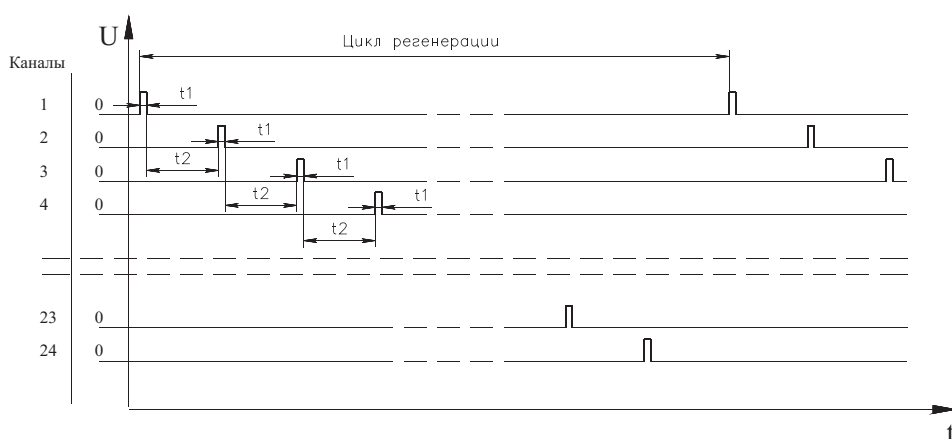 U
Цикл регенерации
Каналы
1 0 t1
2 0 t1
t2
3 0 t1
t2
4 0 t1
t2
23 0
24 0
t